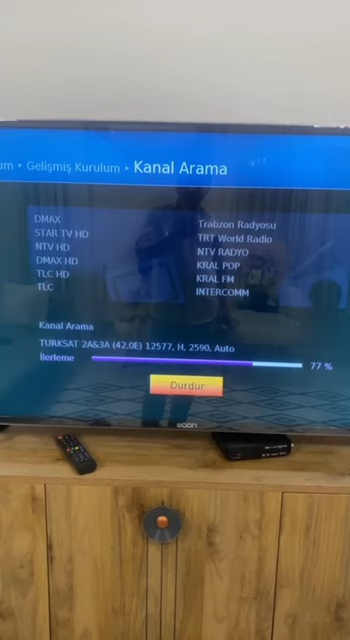 um • Gelişmiş Kurulum • Kanal Arama
DMAX
STAR TV HD
NTV HD
DMAX HD
TLC HD
TLC
Trabzon Radyosu
TRT World Radio
NTV RADYO
KRAL POP
KRAL FM
INTERCOMM
Kanal Arama
TURKSAT 2A&3A (42.0E) 12577, H, 2590, Auto
İlerleme
77 %
Durdur
WOON